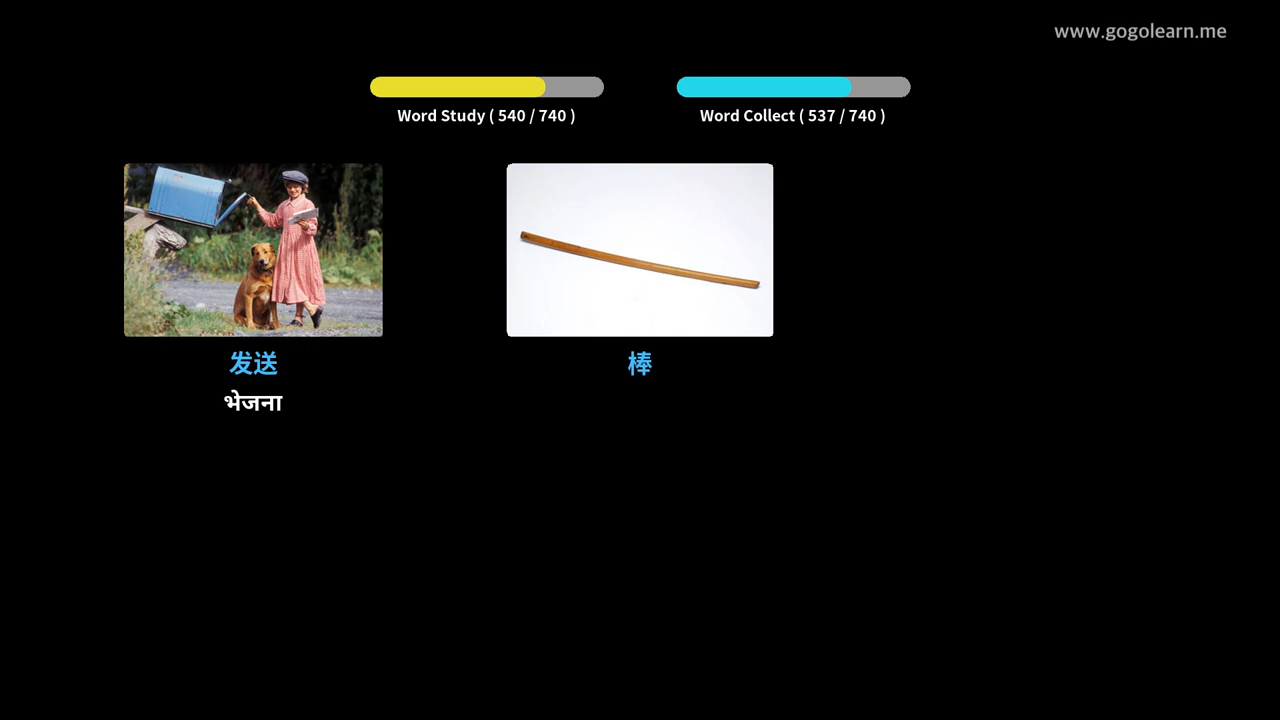 www.gogolearn.me
Word Study ( 540 / 740 )
Word Collect ( 537 / 740 )
发送
भेजना
棒